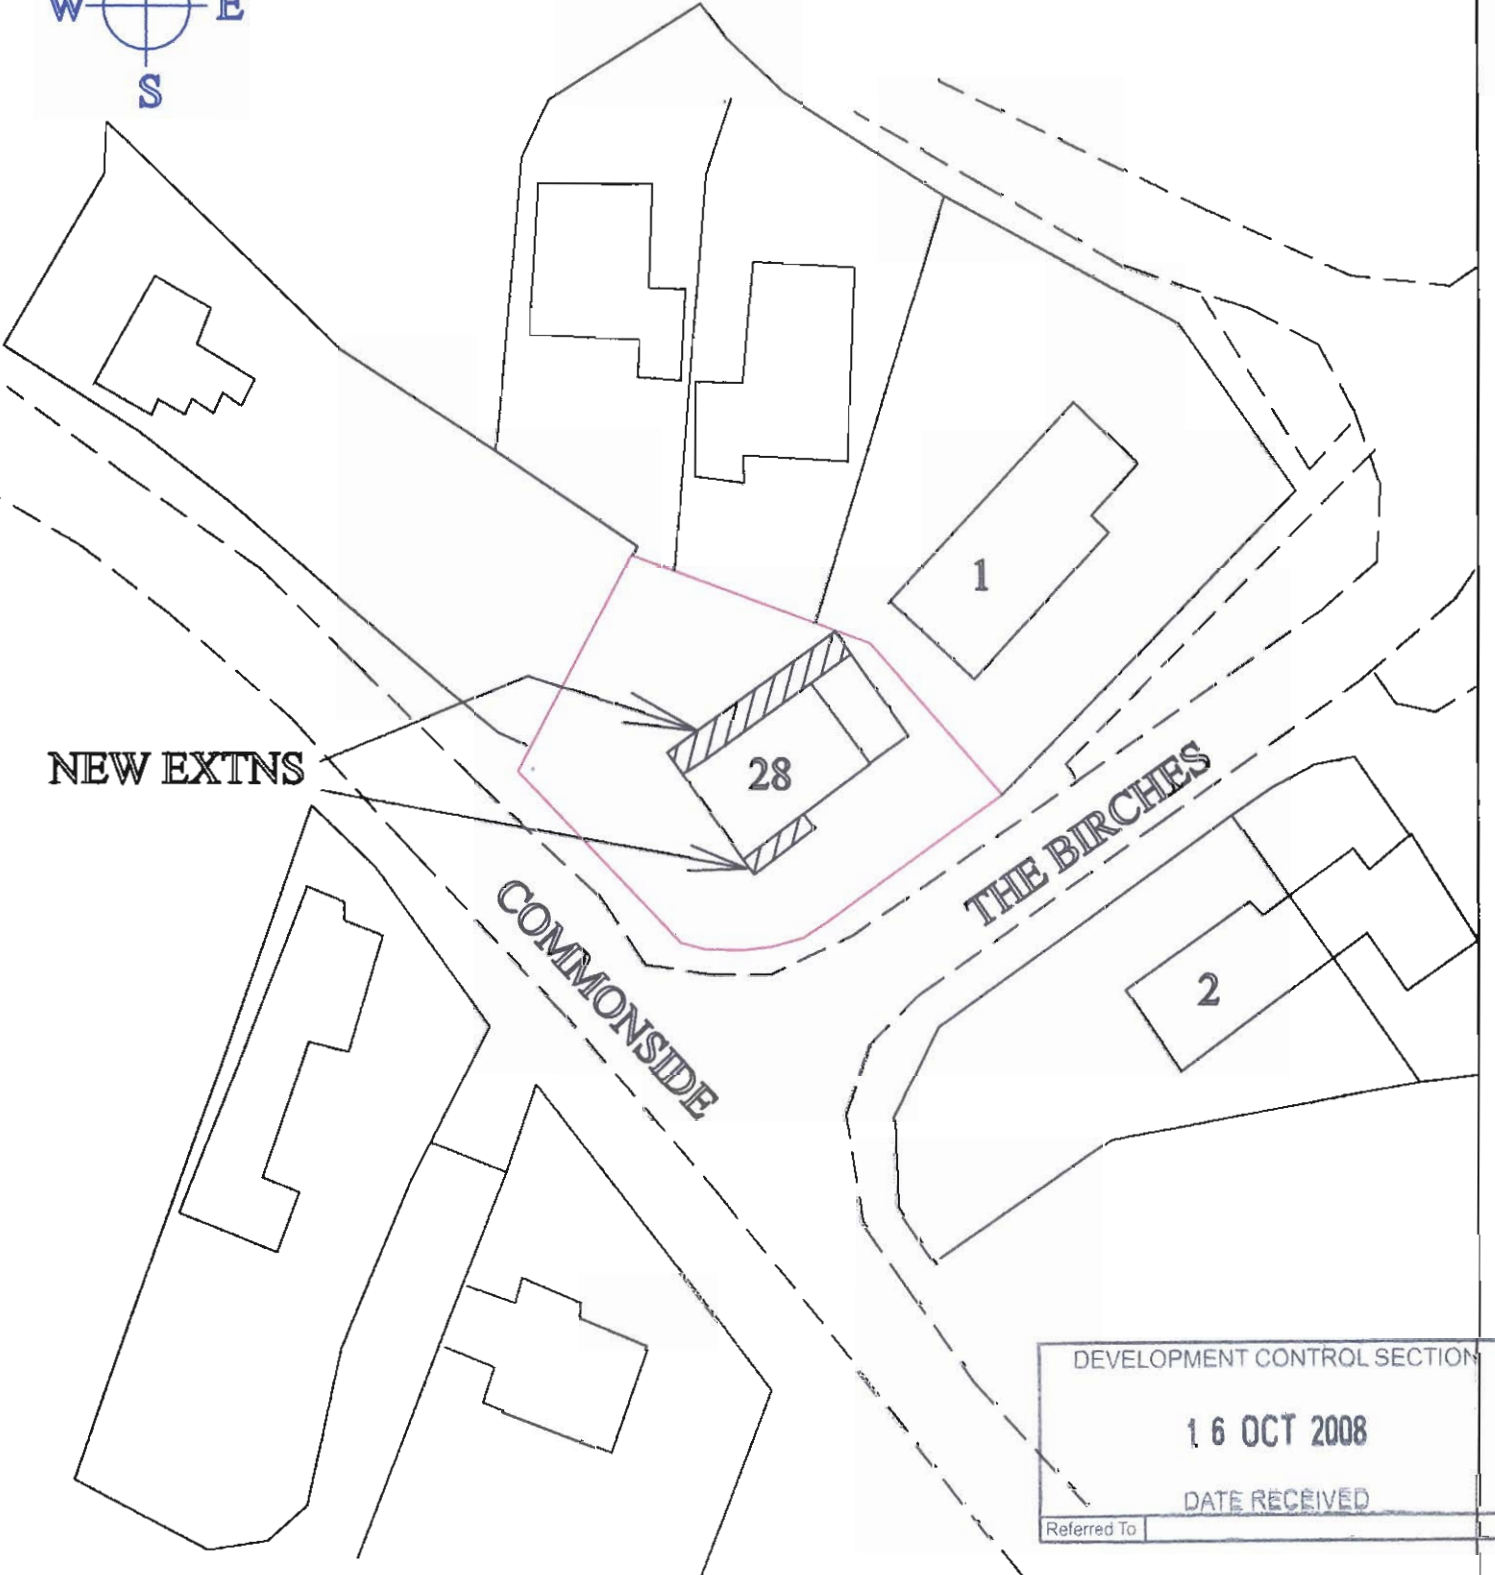 W E
S
1
NEW EXTNS
28
THE BIRCHES
COMMONSIDE
2
DEVELOPMENT CONTROL SECTION
16 OCT 2008
DATE RECEIVED
Referred To